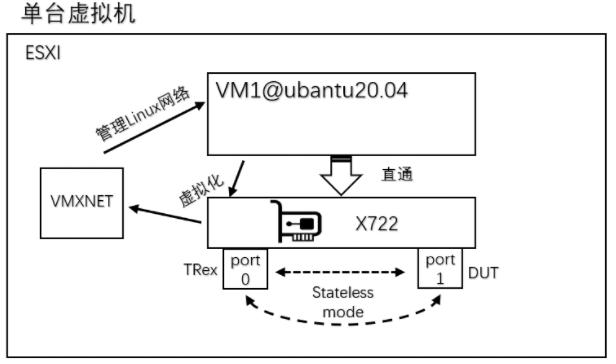 单台虚拟机
ESXI
VM1@ubantu20.04
管理Linux网络
虚拟化
直通
VMXNET
X722
TRex
port
0
port
1
DUT
Stateless
mode